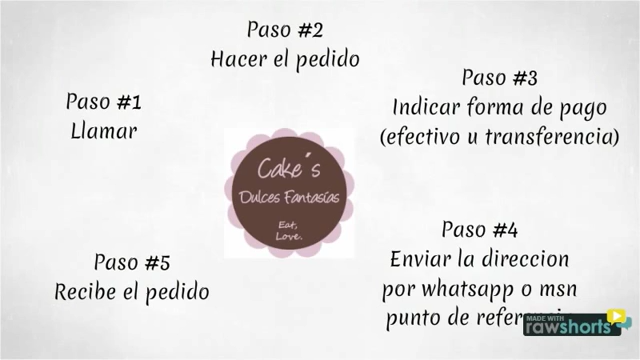 Paso #1
Llamar
Paso #2
Hacer el pedido
Paso #3
Indicar forma de pago
(efectivo u transferencia)
Paso #4
Enviar la direccion
por whatsapp o msn
punto de
Paso #5
Recibe el pedido
Cake´s
Dulces Fantasías
Eat,
Love.
MADE WITH
rawshorts